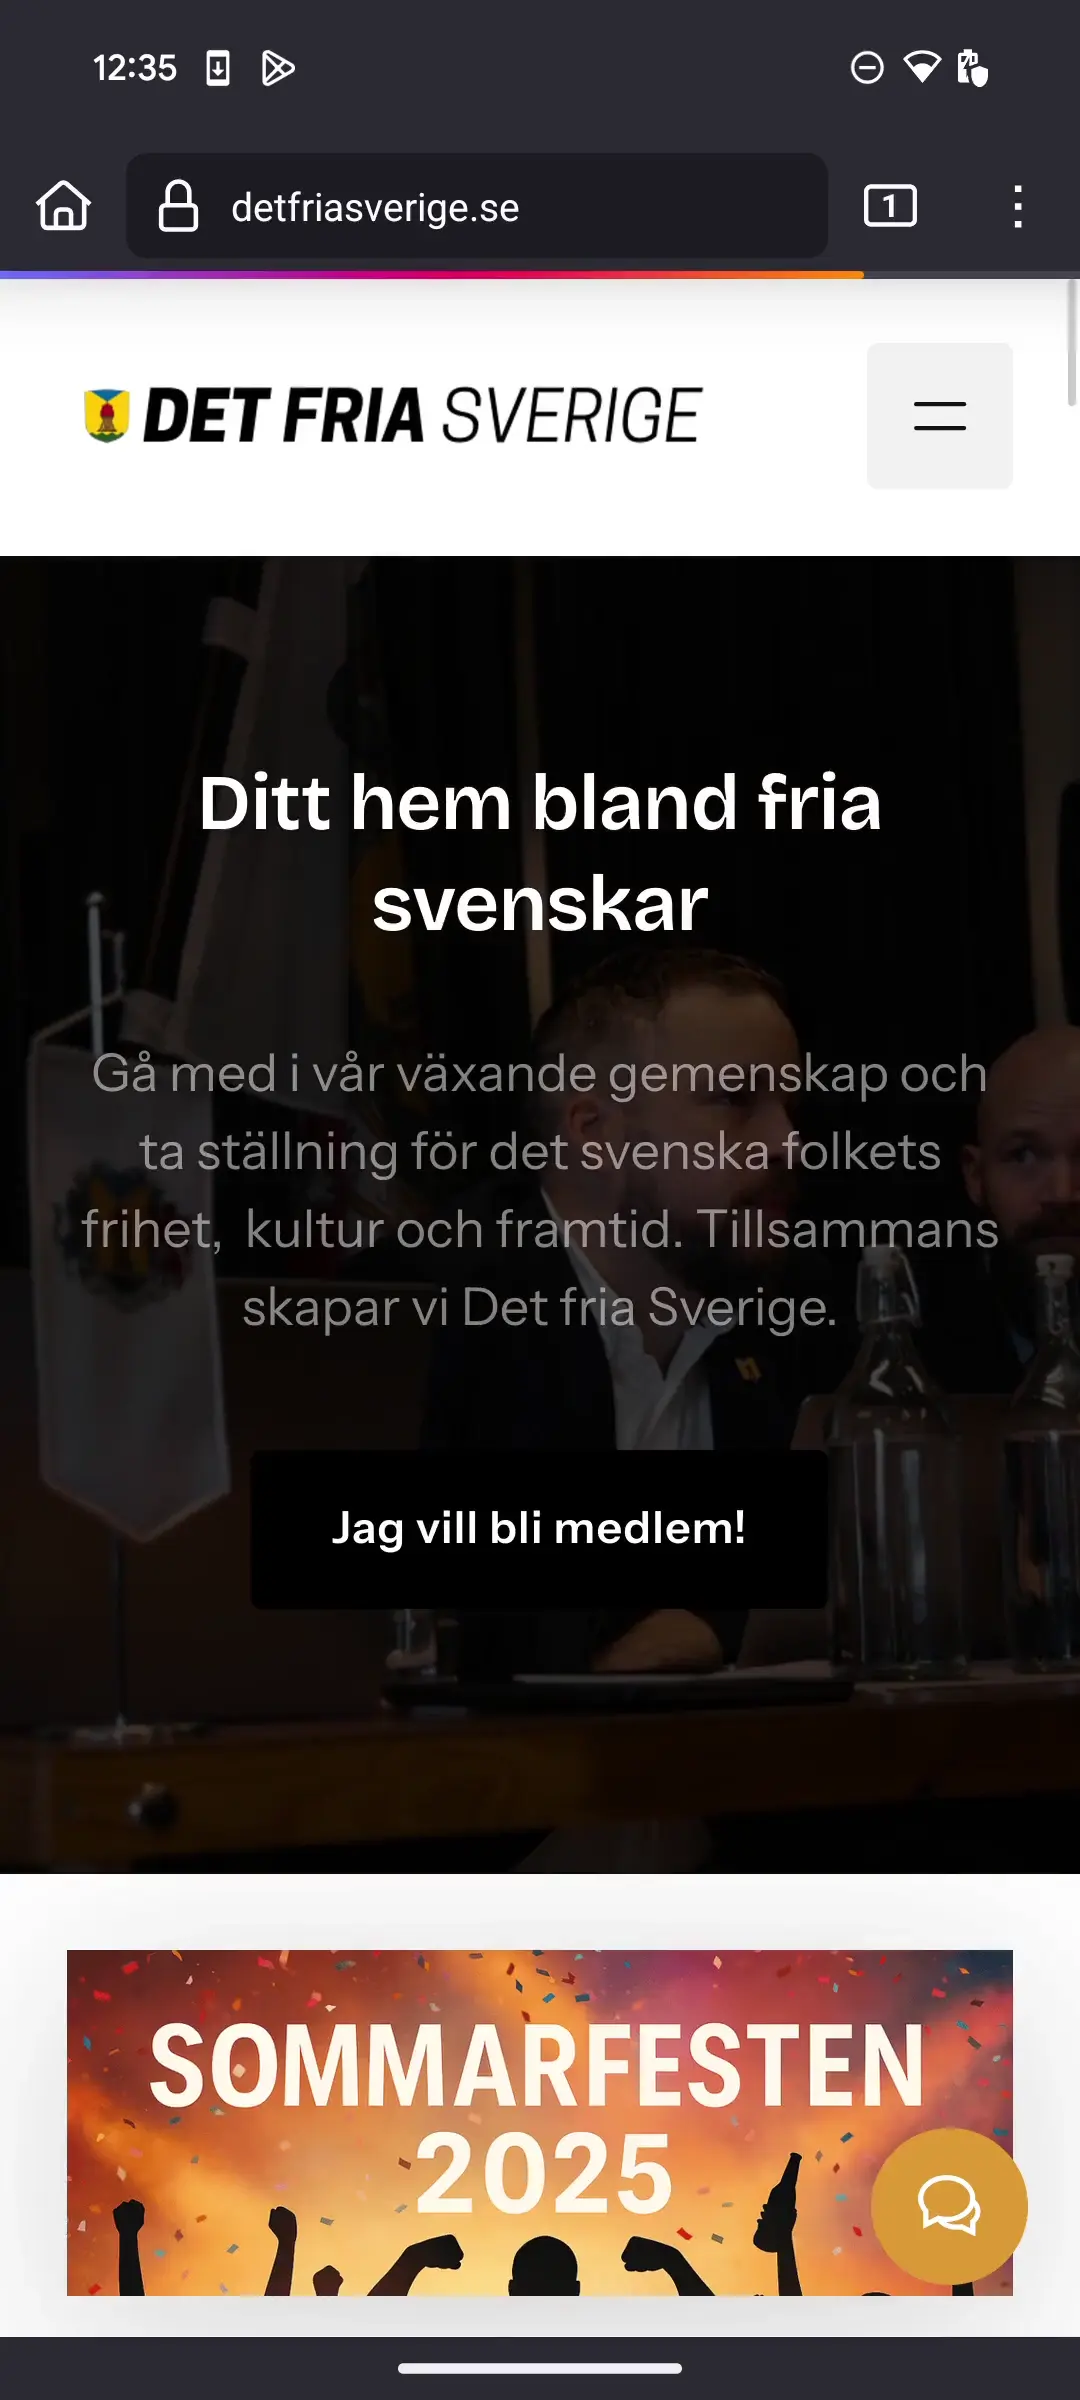 12:35
detfriasverige.se
1
DET FRIA SVERIGE
Ditt hem bland fria
svenskar
Gå med i vår växande gemenskap och
ta ställning för det svenska folkets
frihet, kultur och framtid. Tillsammans
skapar vi Det fria Sverige.
Jag vill bli medlem!
SOMMARFESTEN
2025